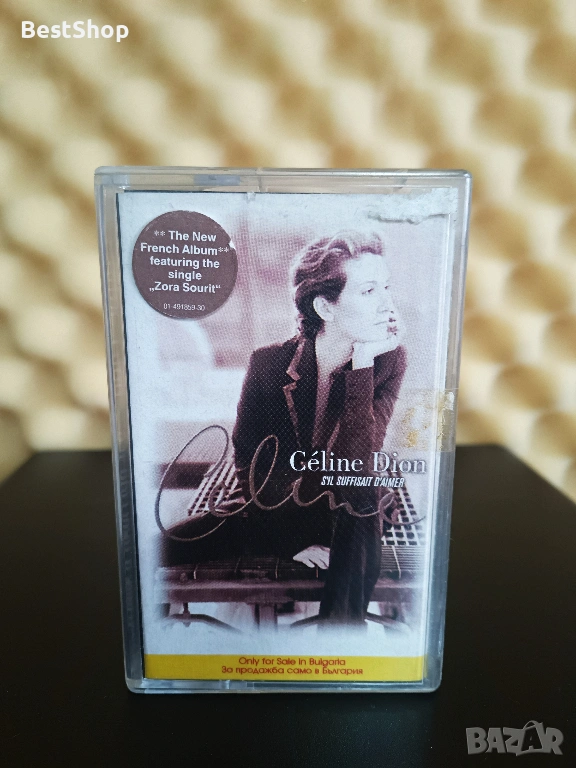 BestShop
** The New
French Album**
featuring the
single
„Zora Sourit“
01-491859-30
Céline Dion
S'IL SUFFISAIT D'AIMER
Céline
Only for Sale in Bulgaria
За продажба само в България
BAZAR